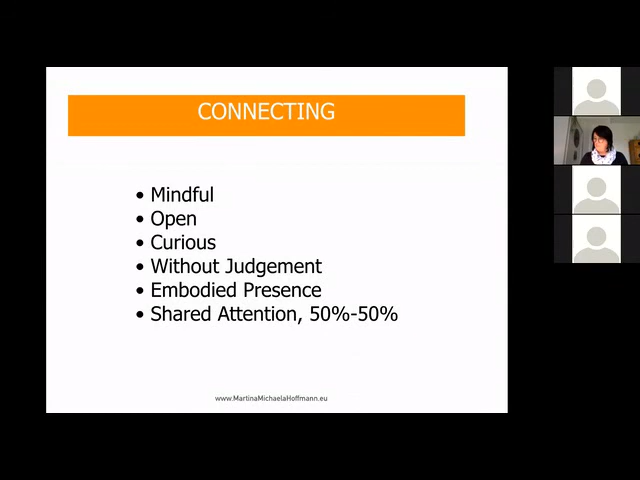 CONNECTING
• Mindful
• Open
• Curious
• Without Judgement
• Embodied Presence
• Shared Attention, 50%-50%
www.MartinaMichaelaHoffmann.eu